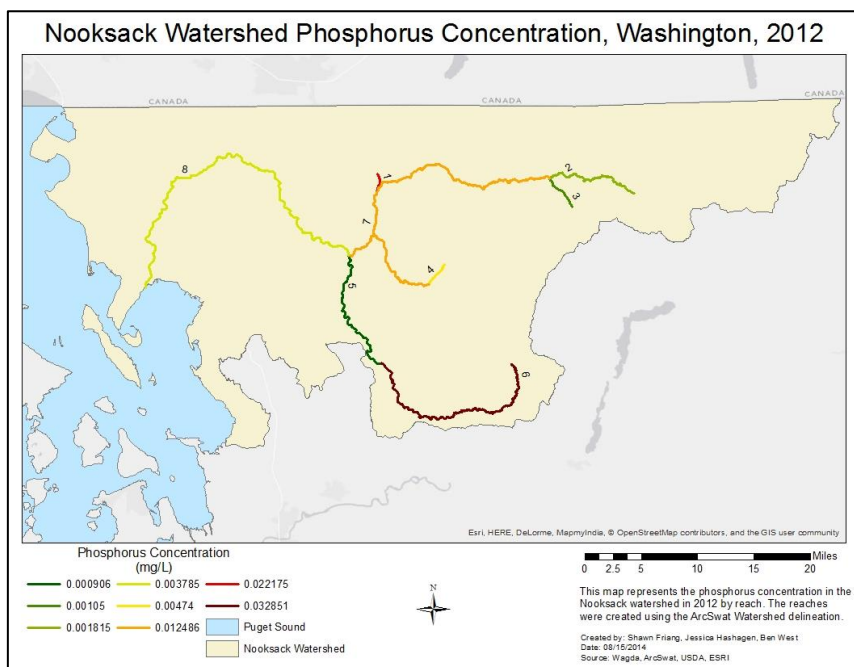 Nooksack Watershed Phosphorus Concentration, Washington, 2012
CANADA
CANADA
CANADA
8
1
2
3
7
4
5
6
Esri, HERE, DeLorme, MapmyIndia, © OpenStreetMap contributors, and the GIS user community
Phosphorus Concentration
(mg/L)
0.000906
0.003785
0.022175
0.00105
0.00474
0.032851
0.001815
0.012486
Puget Sound
Nooksack Watershed
N
Miles
0 2.5 5 10 15 20
This map represents the phosphorus concentration in the
Nooksack watershed in 2012 by reach. The reaches
were created using the ArcSwat Watershed delineation.
Created by: Shawn Friang, Jessica Hashagen, Ben West
Date: 08/15/2014
Source: Wagda, ArcSwat, USDA, ESRI